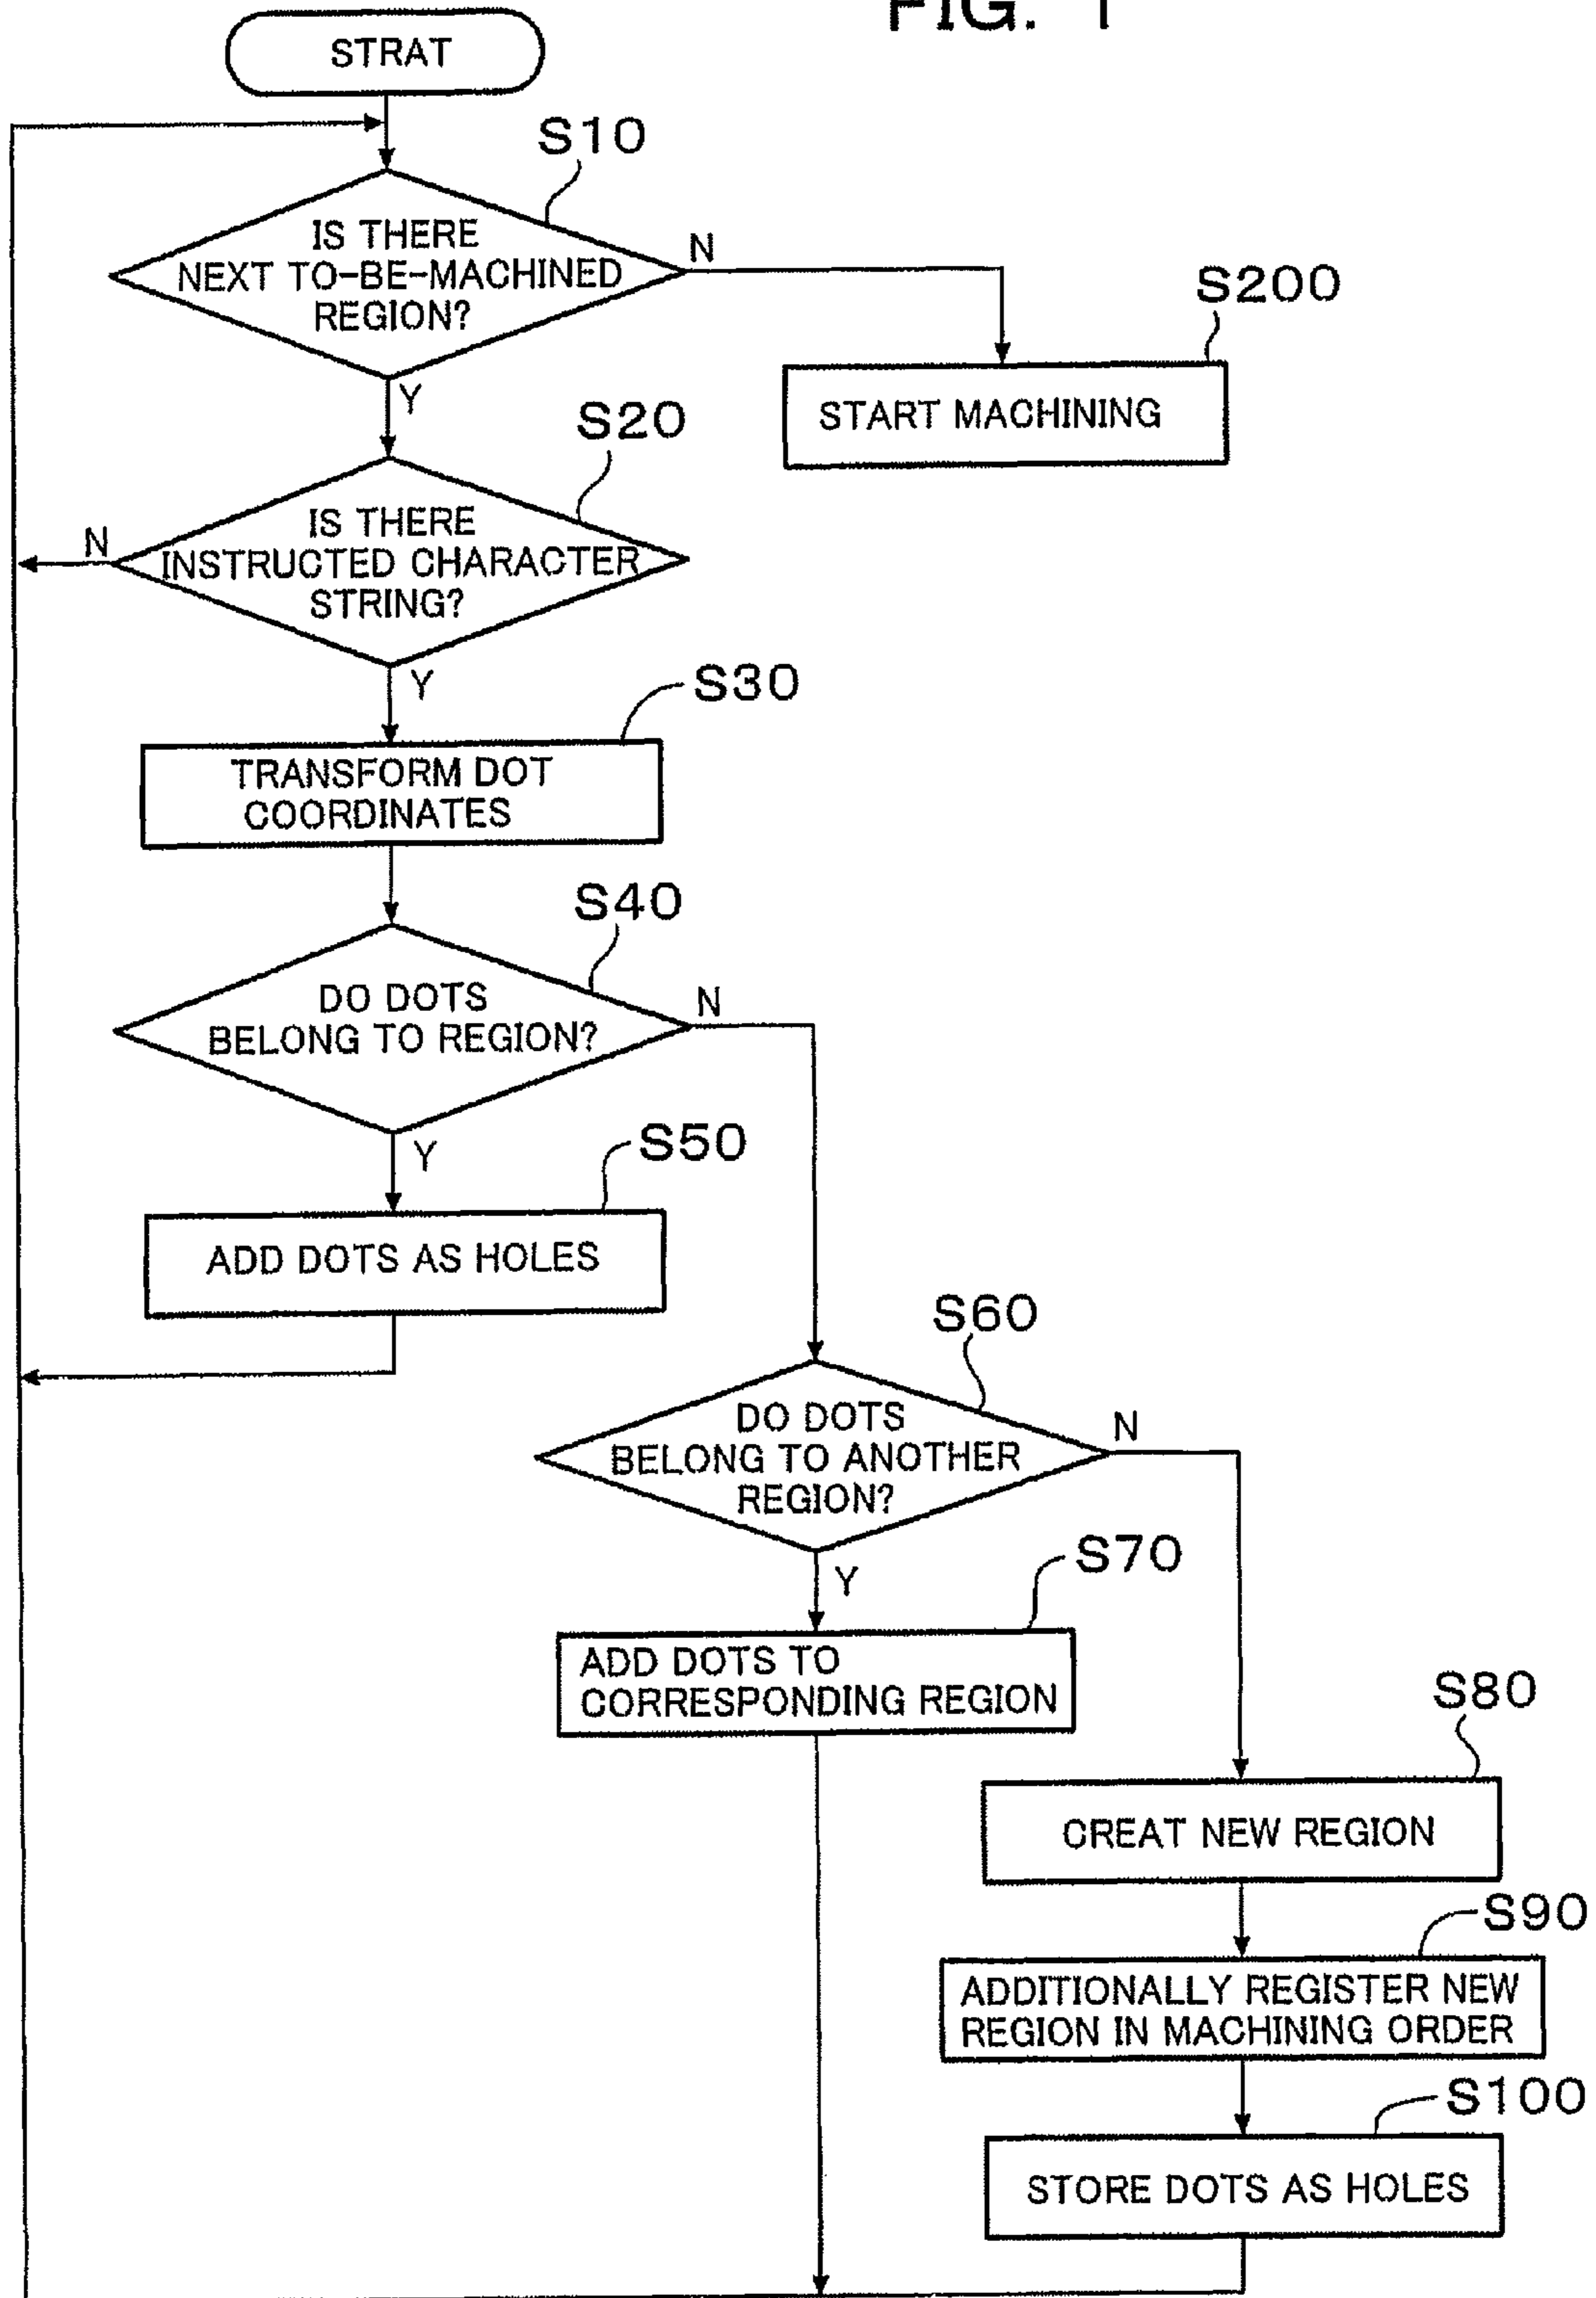 FIG. 1
STRAT
S10
IS THERE
NEXT TO-BE-MACHINED
REGION?
N
S200
START MACHINING
Y
S20
IS THERE
INSTRUCTED CHARACTER
STRING?
N
Y
S30
TRANSFORM DOT
COORDINATES
S40
DO DOTS
BELONG TO REGION?
N
Y
S50
ADD DOTS AS HOLES
S60
DO DOTS
BELONG TO ANOTHER
REGION?
N
Y
S70
ADD DOTS TO
CORRESPONDING REGION
S80
CREAT NEW REGION
S90
ADDITIONALLY REGISTER NEW
REGION IN MACHINING ORDER
S100
STORE DOTS AS HOLES